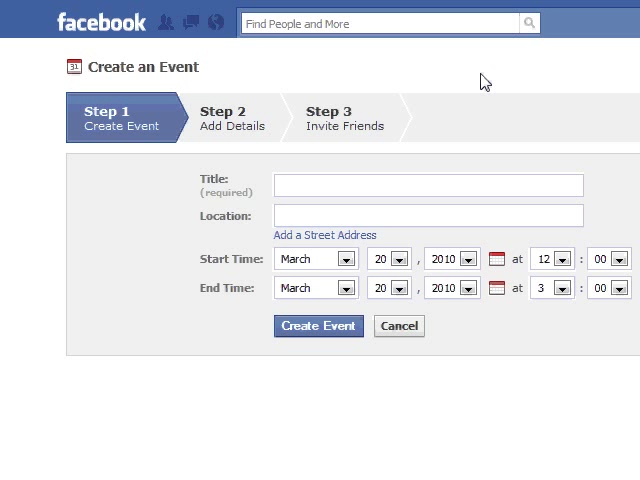 facebook
Find People and More
31 Create an Event
Step 1 Step 2 Step 3
Create Event Add Details Invite Friends
Title:
(required)
Location:
Add a Street Address
Start Time: March 20 , 2010 at 12 : 00
End Time: March 20 , 2010 at 3 : 00
Create Event Cancel